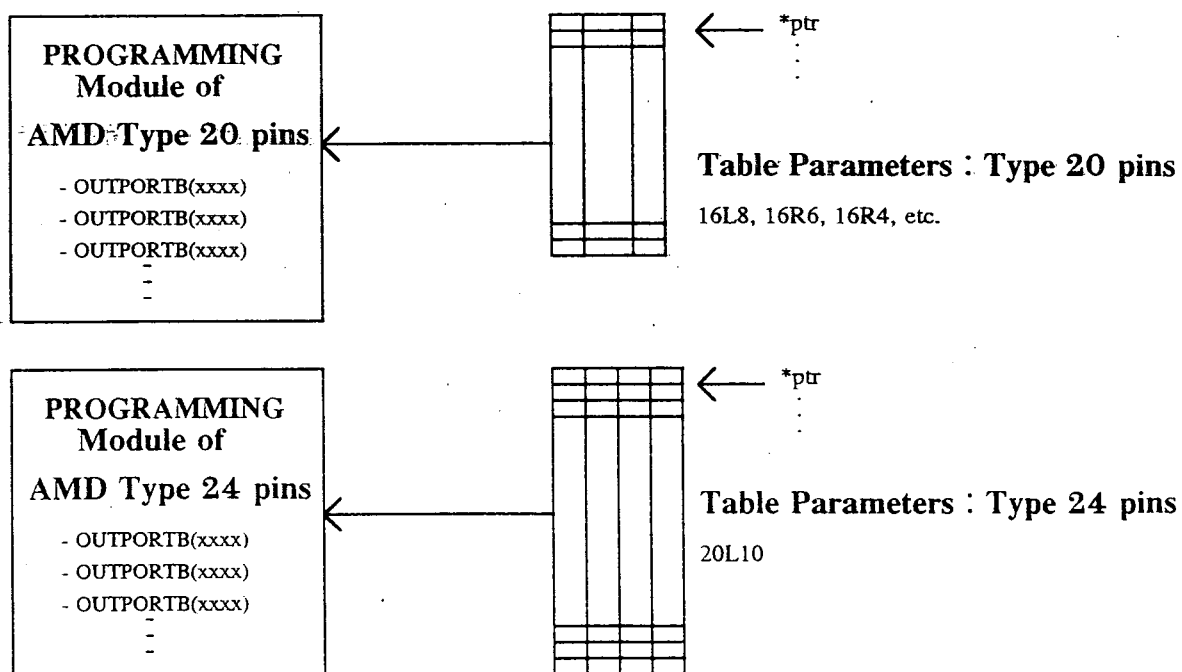 PROGRAMMING
Module of
AMD Type 20 pins
- OUTPORTB(xxxx)
- OUTPORTB(xxxx)
- OUTPORTB(xxxx)
*ptr
Table Parameters : Type 20 pins
16L8, 16R6, 16R4, etc.
PROGRAMMING
Module of
AMD Type 24 pins
- OUTPORTB(xxxx)
- OUTPORTB(xxxx)
- OUTPORTB(xxxx)
*ptr
Table Parameters : Type 24 pins
20L10